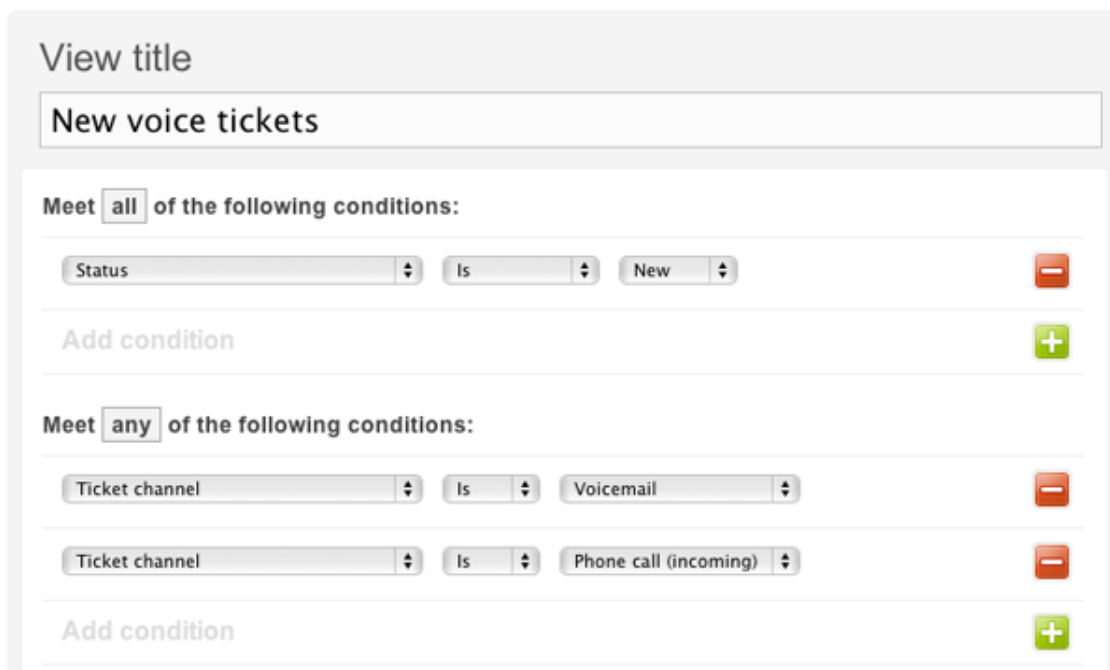 View title
New voice tickets
Meet all of the following conditions:
Status Is New
Add condition
Meet any of the following conditions:
Ticket channel Is Voicemail
Ticket channel Is Phone call (incoming)
Add condition